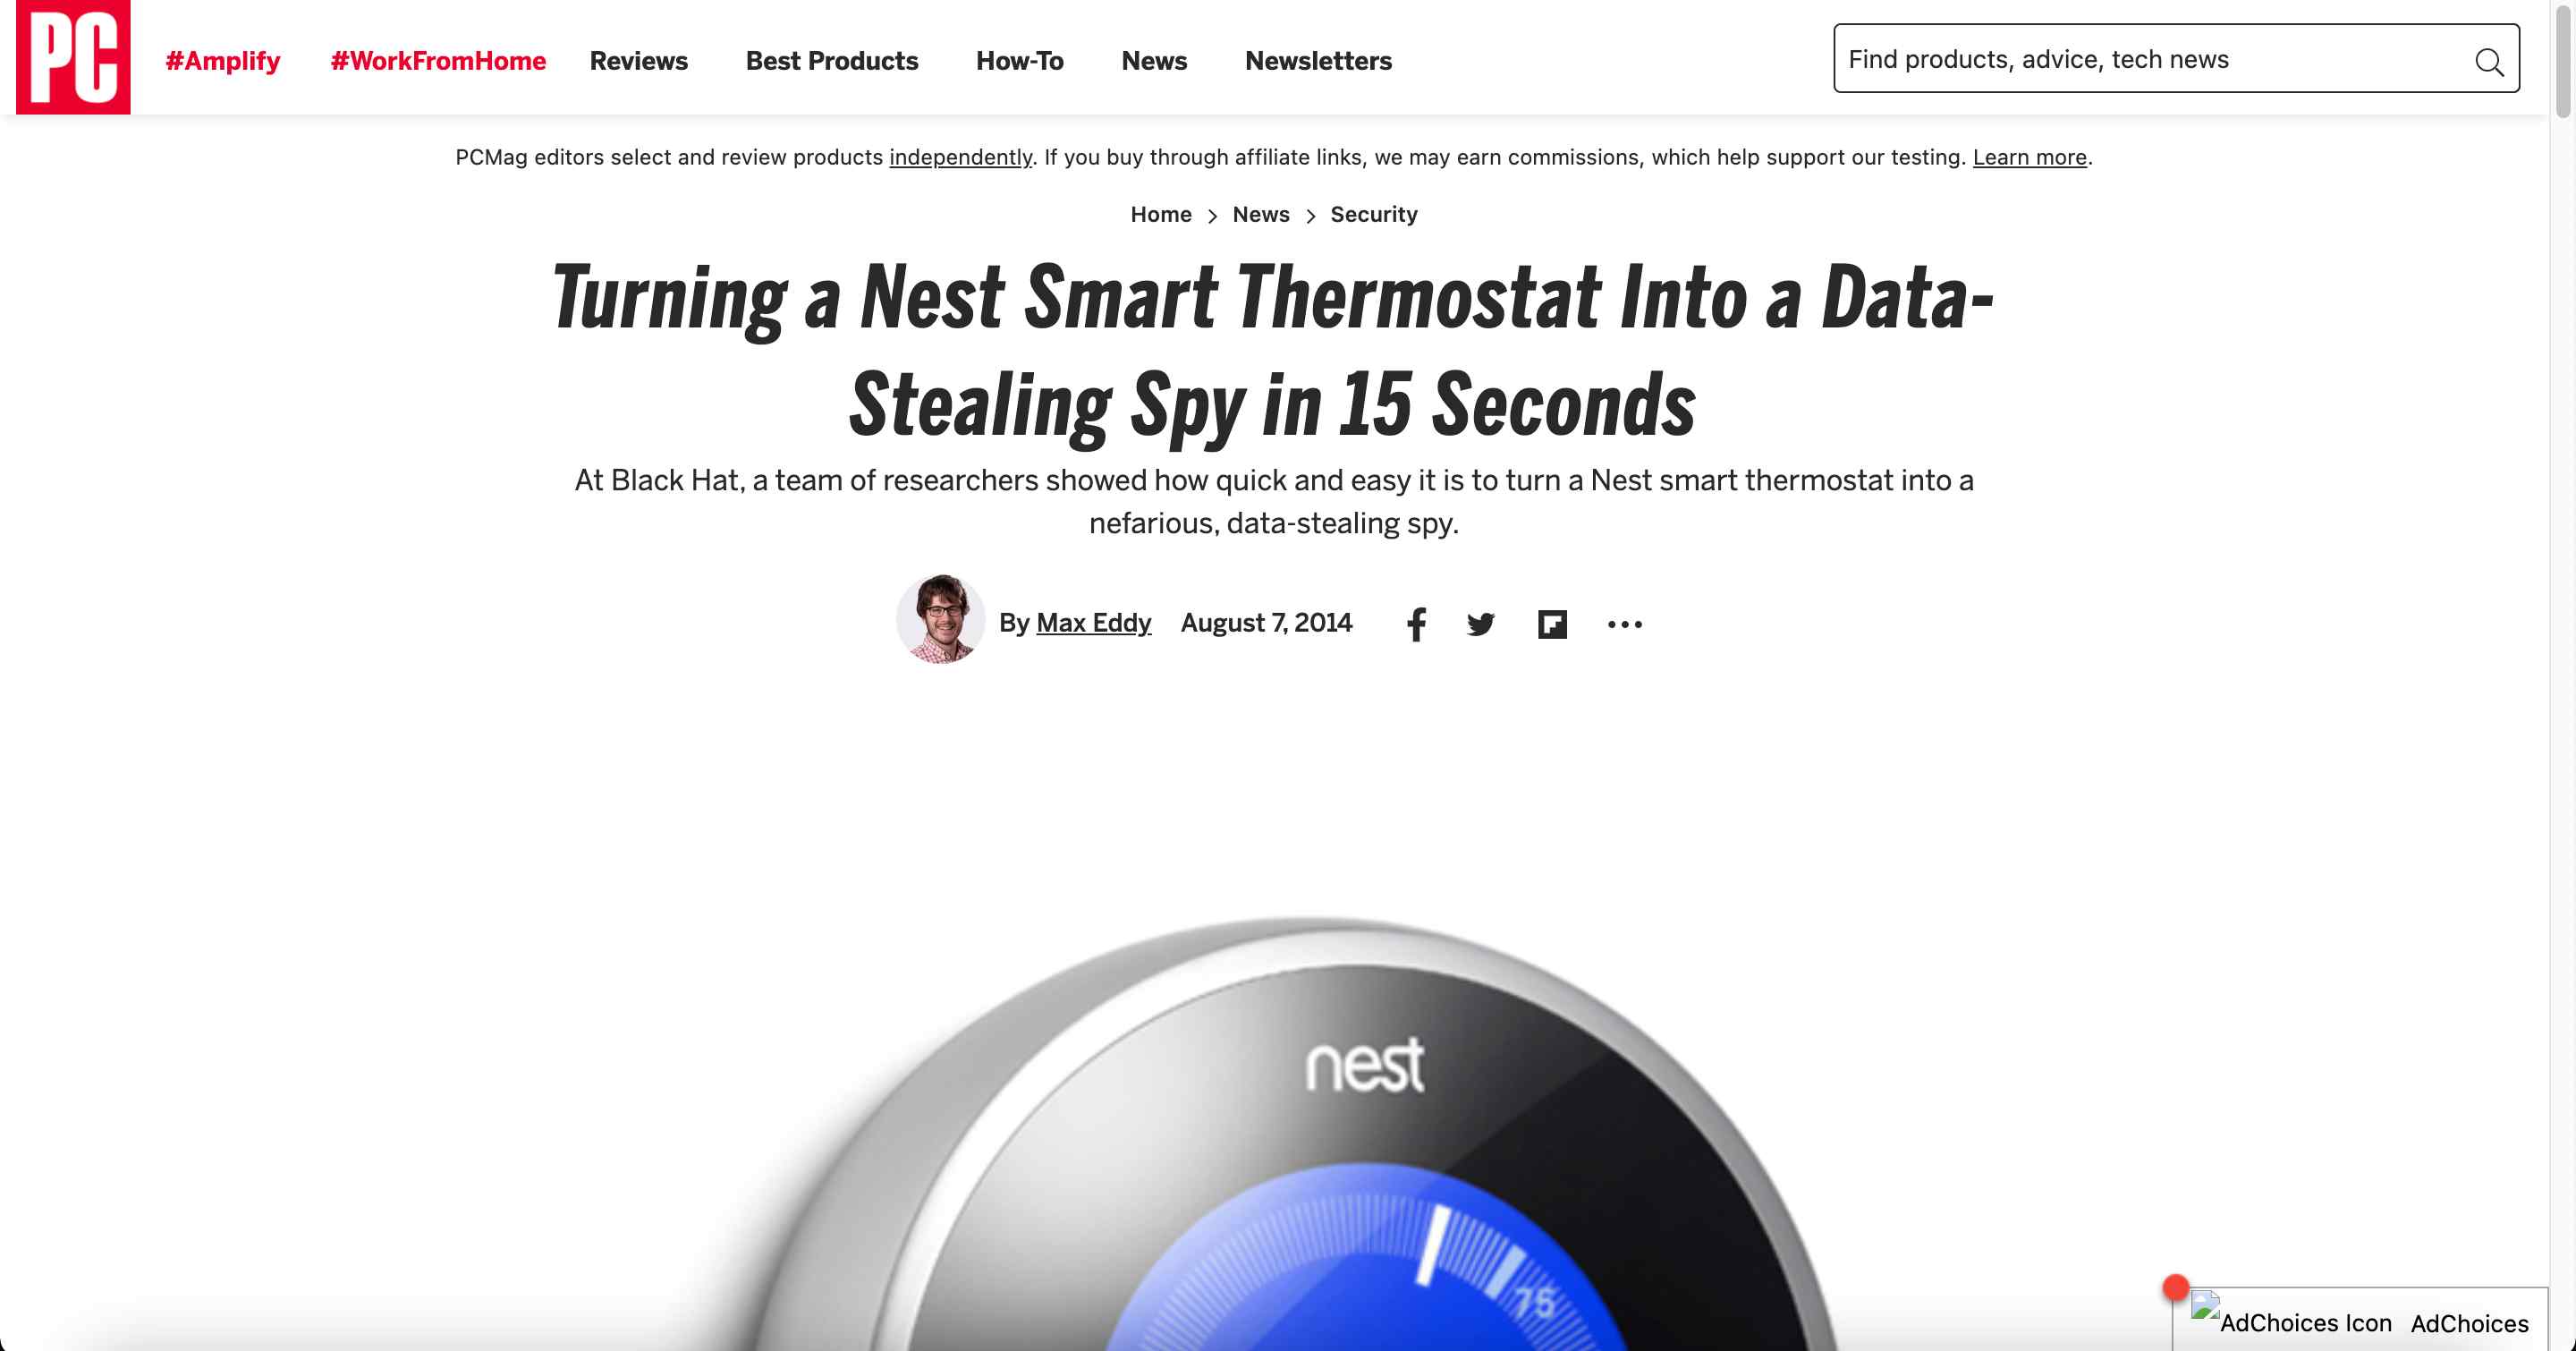 PC
#Amplify #WorkFromHome Reviews Best Products How-To News Newsletters
Find products, advice, tech news
PCMag editors select and review products independently. If you buy through affiliate links, we may earn commissions, which help support our testing. Learn more.
Home > News > Security
Turning a Nest Smart Thermostat Into a Data-
Stealing Spy in 15 Seconds
At Black Hat, a team of researchers showed how quick and easy it is to turn a Nest smart thermostat into a
nefarious, data-stealing spy.
By Max Eddy August 7, 2014
nest
75
AdChoices Icon AdChoices